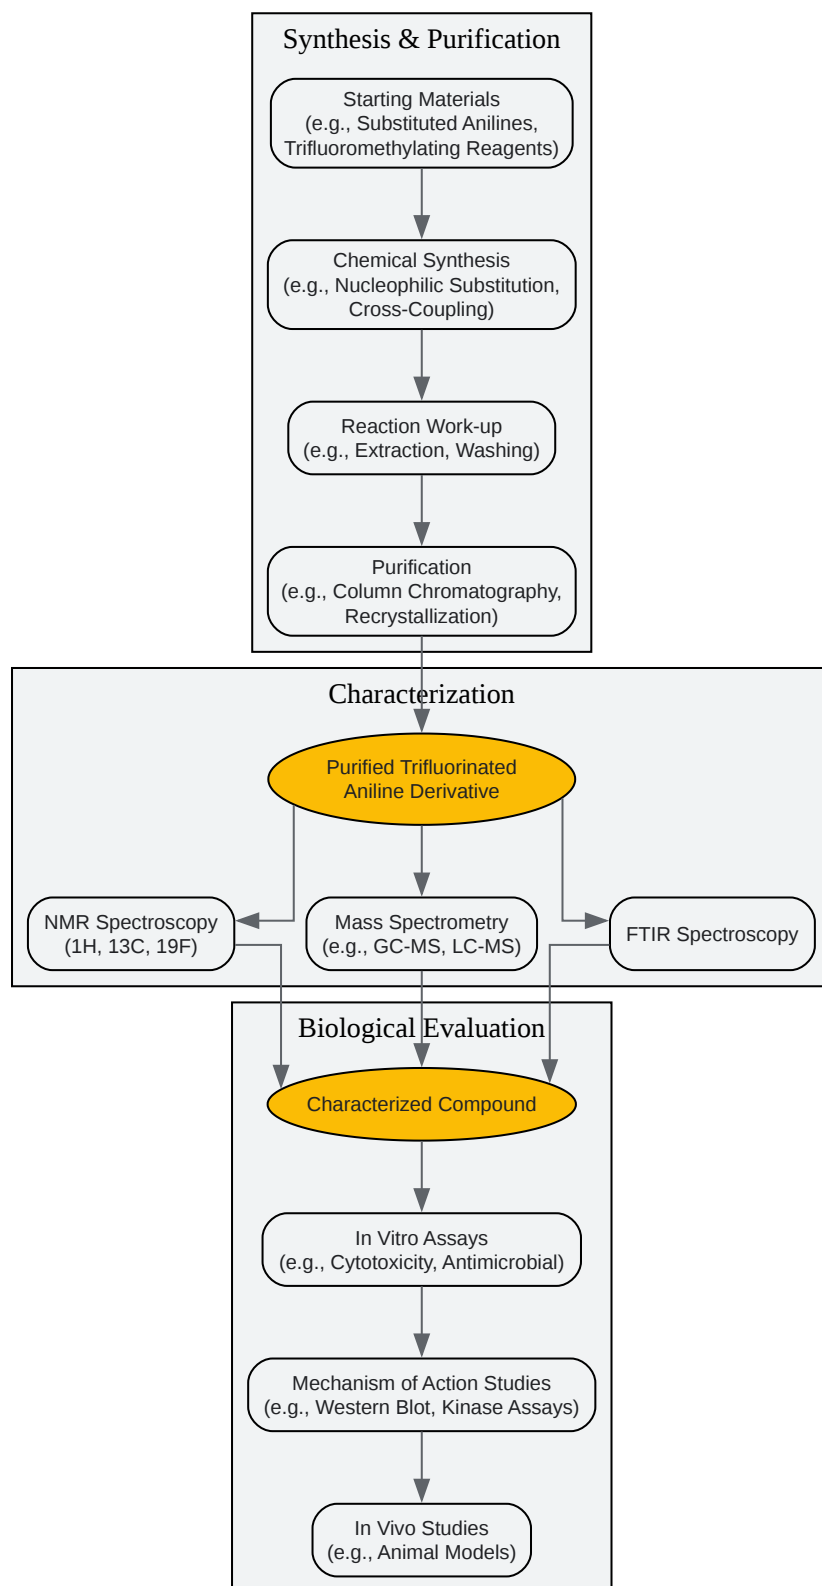 Synthesis & Purification
Starting Materials
(e.g., Substituted Anilines,
Trifluoromethylating Reagents)
Chemical Synthesis
(e.g., Nucleophilic Substitution,
Cross-Coupling)
Reaction Work-up
(e.g., Extraction, Washing)
Purification
(e.g., Column Chromatography,
Recrystallization)
Characterization
Purified Trifluorinated
Aniline Derivative
NMR Spectroscopy
(1H, 13C, 19F)
Mass Spectrometry
(e.g., GC-MS, LC-MS)
FTIR Spectroscopy
Biological Evaluation
Characterized Compound
In Vitro Assays
(e.g., Cytotoxicity, Antimicrobial)
Mechanism of Action Studies
(e.g., Western Blot, Kinase Assays)
In Vivo Studies
(e.g., Animal Models)